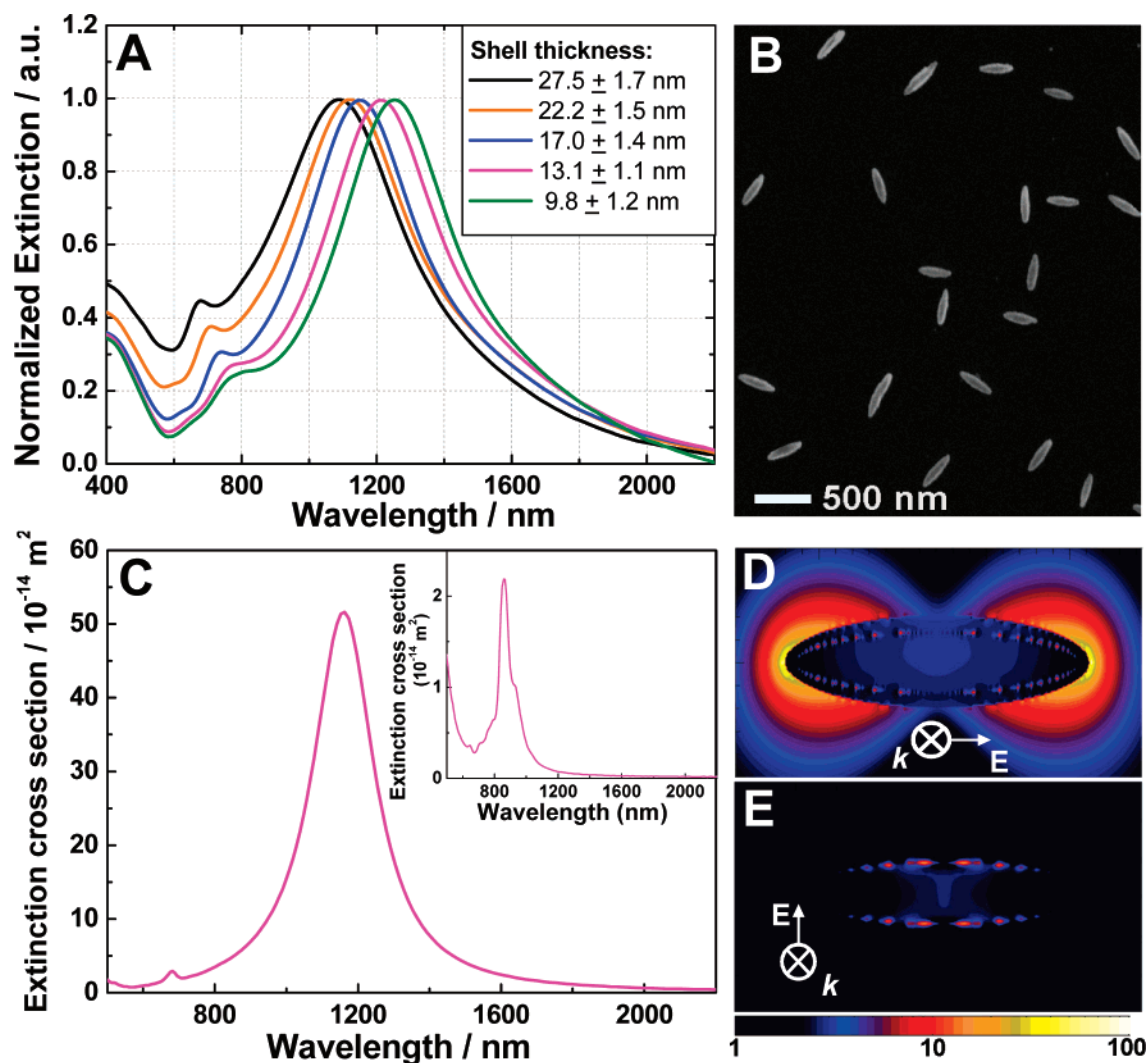 A
Normalized Extinction / a.u.
1.2
1.0
0.8
0.6
0.4
0.2
0.0
400
800
1200
1600
2000
Wavelength / nm
Shell thickness:
27.5 ± 1.7 nm
22.2 ± 1.5 nm
17.0 ± 1.4 nm
13.1 ± 1.1 nm
9.8 ± 1.2 nm
B
500 nm
C
Extinction cross section / 10⁻¹⁴ m²
60
50
40
30
20
10
0
800
1200
1600
2000
Wavelength / nm
Extinction cross section
(10⁻¹⁴ m²)
2
1
0
800
1200
1600
2000
Wavelength (nm)
D
k
E
E
E
k
1
10
100